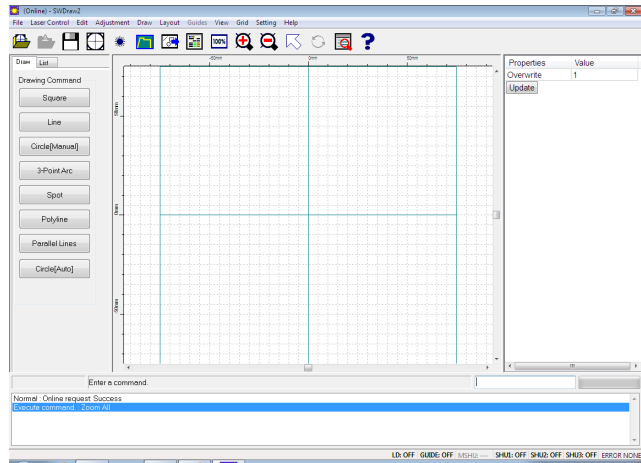 (Online) - SWDraw2
File Laser Control Edit Adjustment Draw Layout Guides View Grid Setting Help
100%
?
Draw List
Drawing Command
Square
Line
Circle[Manual]
3-Point Arc
Spot
Polyline
Parallel Lines
Circle[Auto]
-50mm 0mm 50mm
50mm
0mm
-50mm
Properties Value
Overwrite 1
Update
Enter a command.
Normal : Online request Success
Execute command. : Zoom All
LD: OFF GUIDE: OFF MSHU: --- SHU1: OFF SHU2: OFF SHU3: OFF ERROR NONE